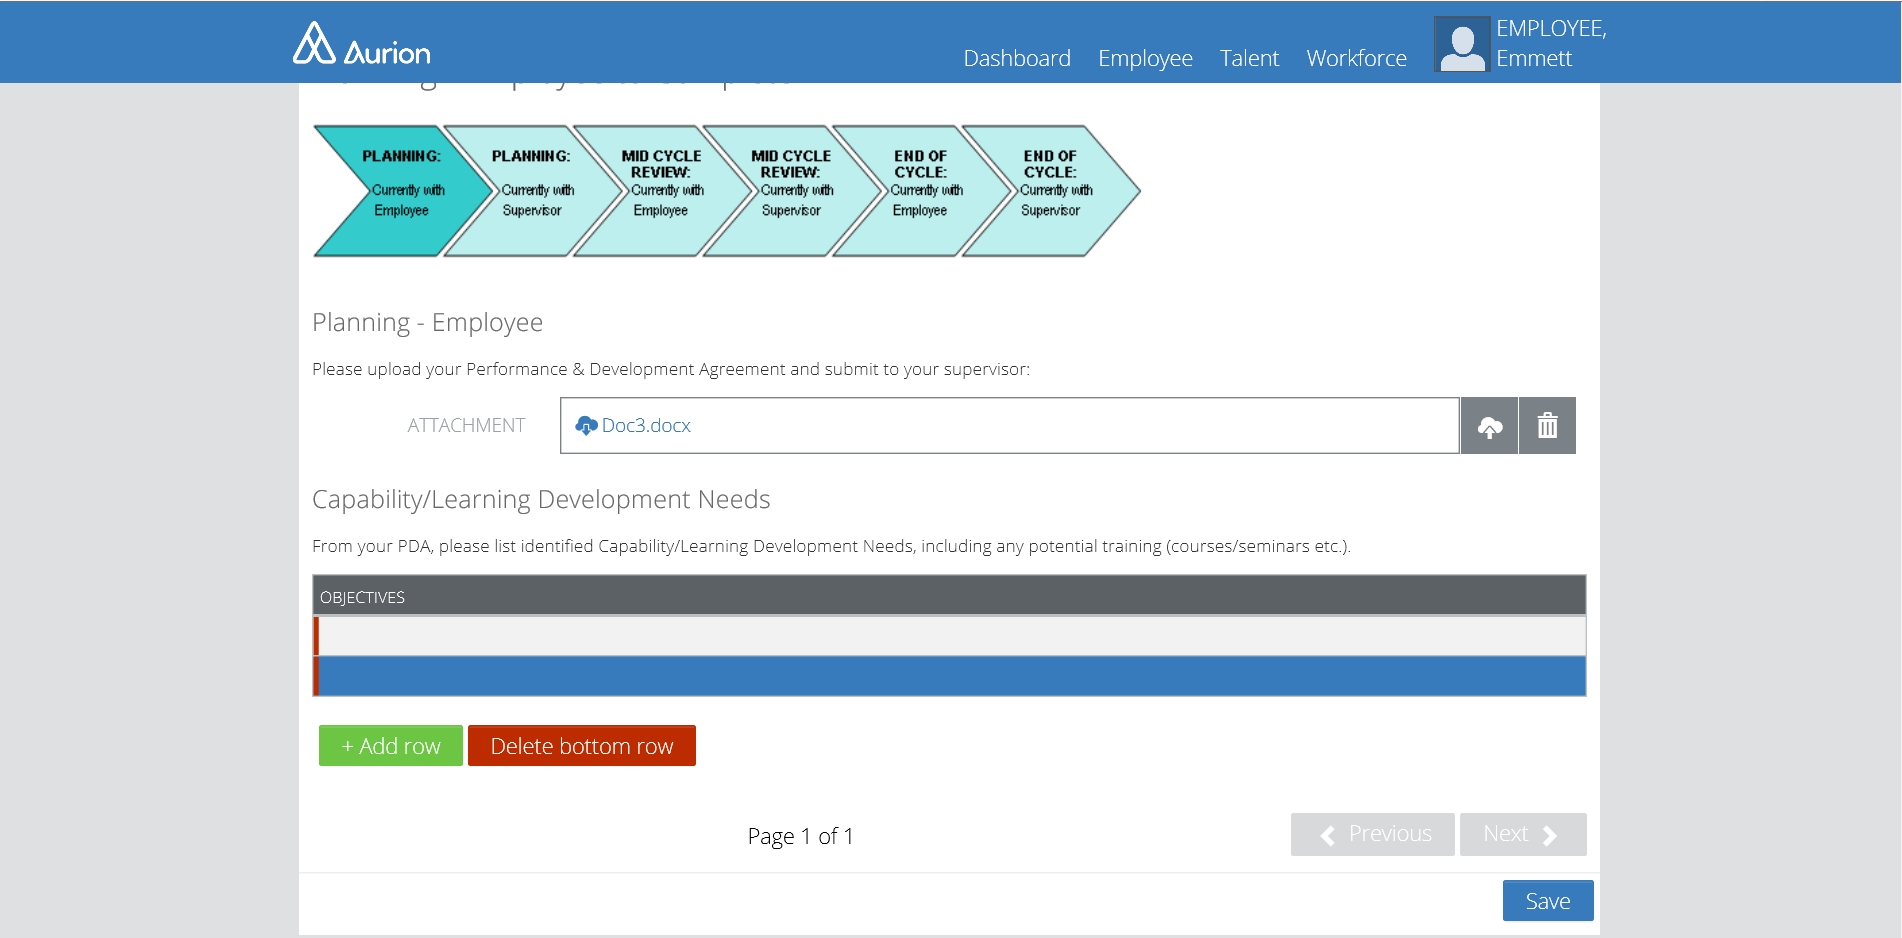 Aurion
Dashboard Employee Talent Workforce
EMPLOYEE,
Emmett
PLANNING:
Currently with
Employee
PLANNING:
Currently with
Supervisor
MID CYCLE
REVIEW:
Currently with
Employee
MID CYCLE
REVIEW:
Currently with
Supervisor
END OF
CYCLE:
Currently with
Employee
END OF
CYCLE:
Currently with
Supervisor
Planning - Employee
Please upload your Performance & Development Agreement and submit to your supervisor:
ATTACHMENT Doc3.docx
Capability/Learning Development Needs
From your PDA, please list identified Capability/Learning Development Needs, including any potential training (courses/seminars etc.).
OBJECTIVES
+ Add row Delete bottom row
Page 1 of 1 Previous Next
Save